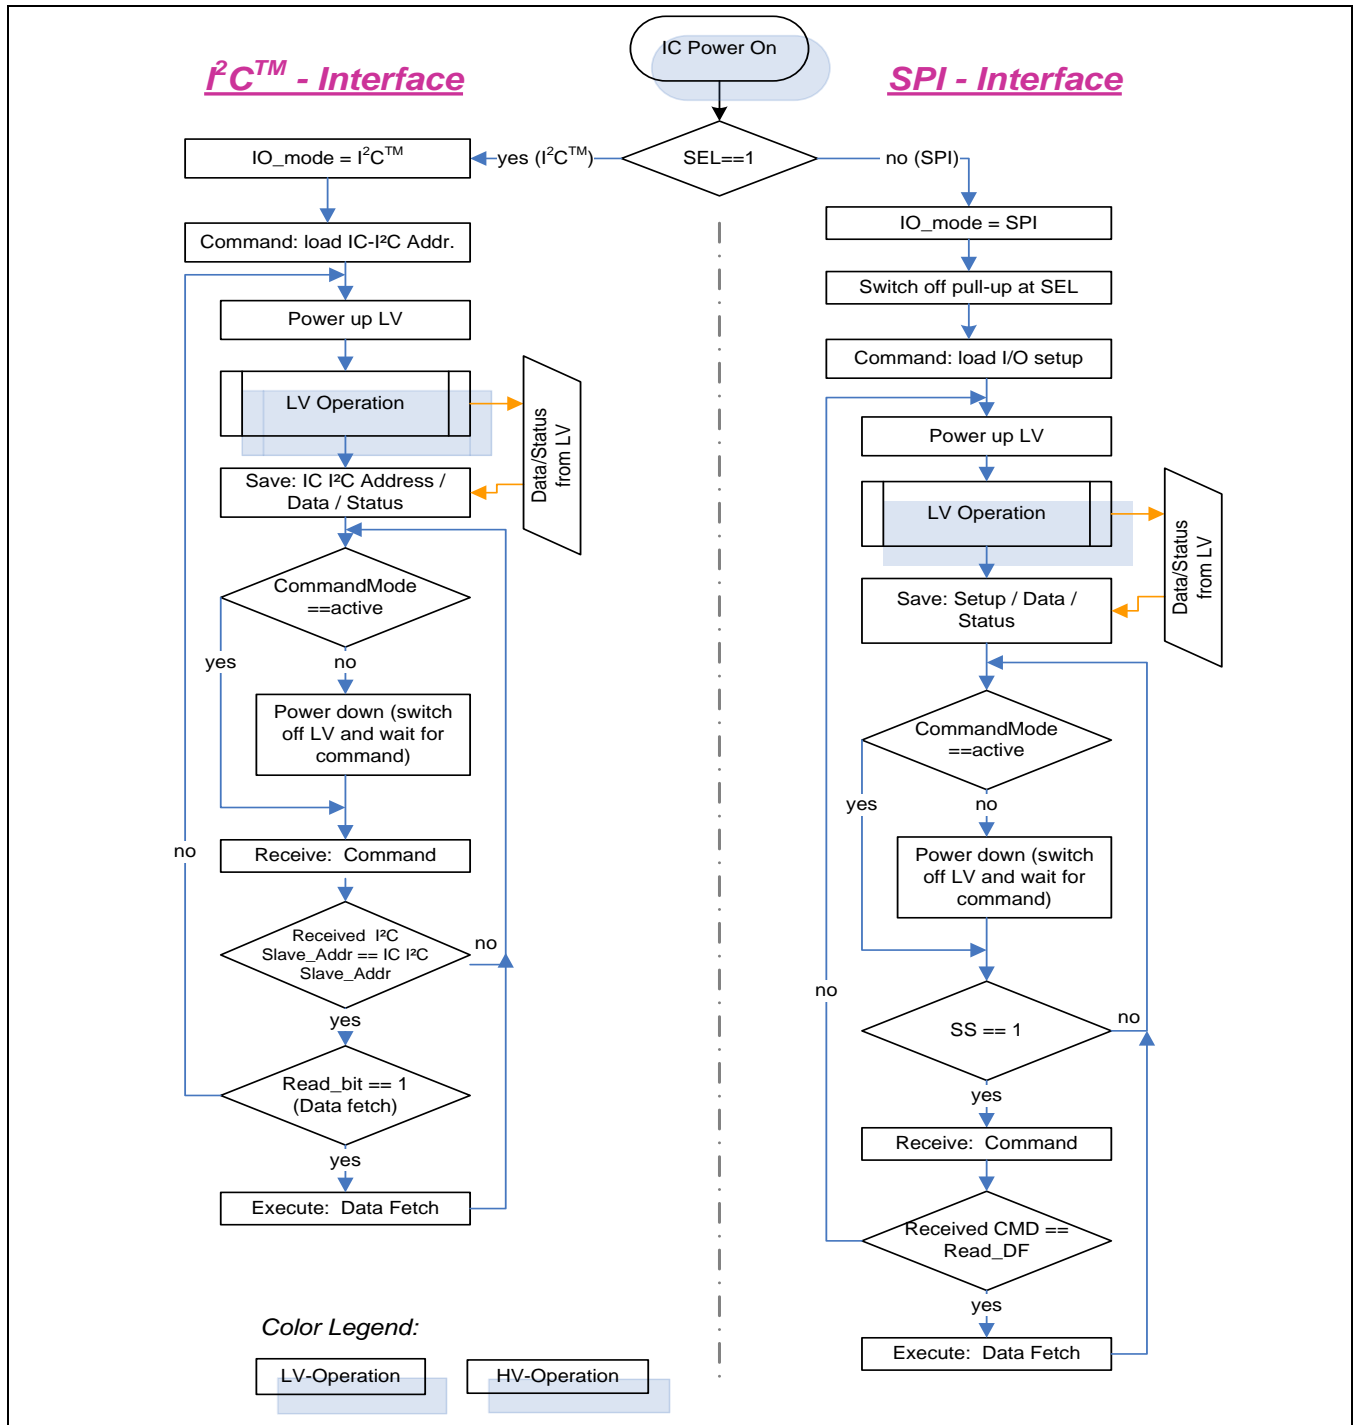 IC Power On
I²C™ - Interface
SPI - Interface
SEL==1
yes (I²C™)
no (SPI)
IO_mode = I²C™
Command: load IC-I²C Addr.
Power up LV
LV Operation
Data/Status
from LV
Save: IC I²C Address /
Data / Status
CommandMode
==active
yes
no
Power down (switch
off LV and wait for
command)
no
Receive:  Command
Received  I²C
Slave_Addr == IC I²C
Slave_Addr
no
yes
Read_bit == 1
(Data fetch)
yes
Execute:  Data Fetch
IO_mode = SPI
Switch off pull-up at SEL
Command: load I/O setup
Power up LV
LV Operation
Data/Status
from LV
Save: Setup / Data /
Status
CommandMode
==active
yes
no
Power down (switch
off LV and wait for
command)
no
SS == 1
no
yes
Receive:  Command
Received CMD ==
Read_DF
yes
Execute:  Data Fetch
Color Legend:
LV-Operation
HV-Operation